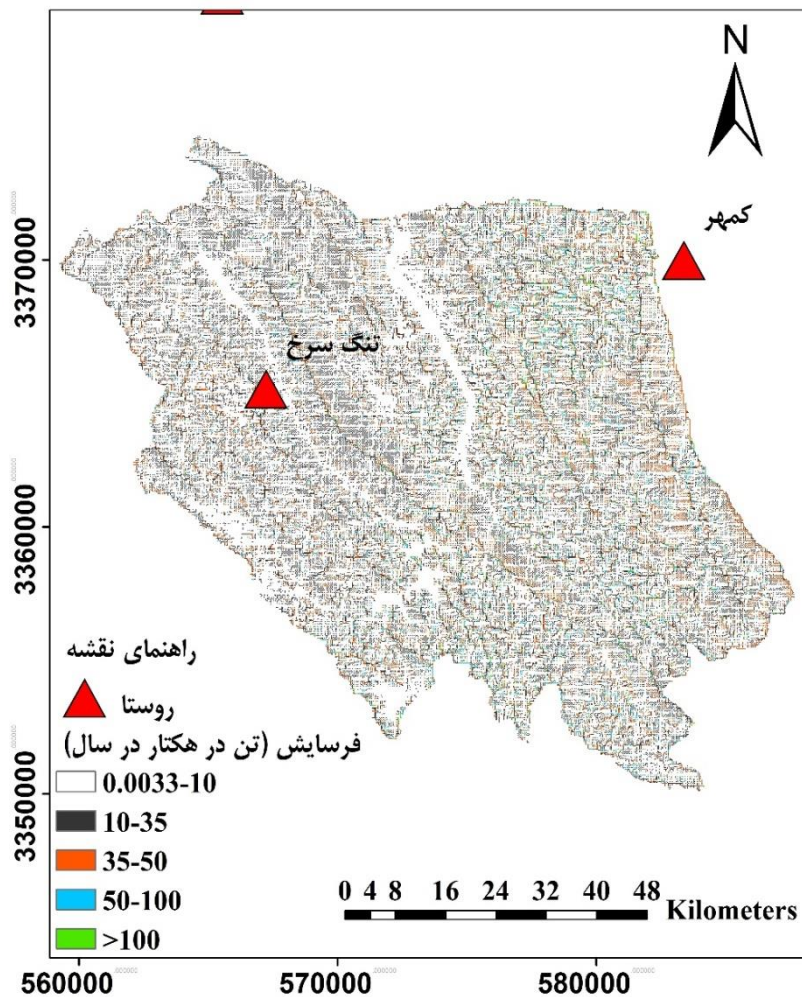 N
کمهر
تنگ سرخ
3370000
3360000
3350000
راهنمای نقشه
روستا
فرسایش (تن در هکتار در سال)
0.0033-10
10-35
35-50
50-100
>100
0 4 8 16 24 32 40 48 Kilometers
560000 570000 580000